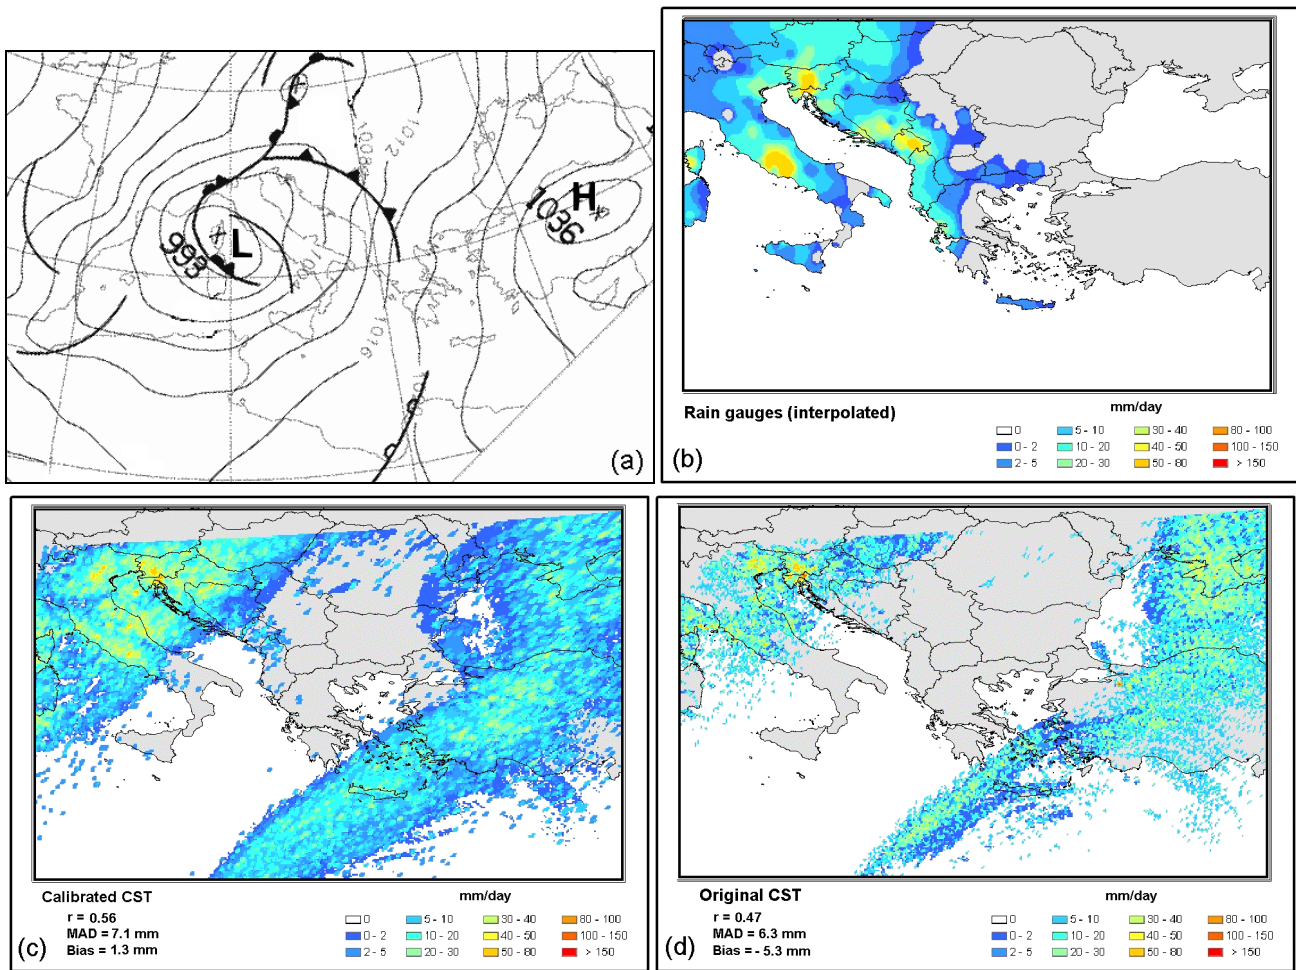 1012
1008
H
1036
L
993
1016
(a)
Rain gauges (interpolated)
mm/day
0
5 - 10
30 - 40
80 - 100
0 - 2
10 - 20
40 - 50
100 - 150
2 - 5
20 - 30
50 - 80
> 150
(b)
Calibrated CST
r = 0.56
MAD = 7.1 mm
Bias = 1.3 mm
mm/day
0
5 - 10
30 - 40
80 - 100
0 - 2
10 - 20
40 - 50
100 - 150
2 - 5
20 - 30
50 - 80
> 150
(c)
Original CST
r = 0.47
MAD = 6.3 mm
Bias = - 5.3 mm
mm/day
0
5 - 10
30 - 40
80 - 100
0 - 2
10 - 20
40 - 50
100 - 150
2 - 5
20 - 30
50 - 80
> 150
(d)